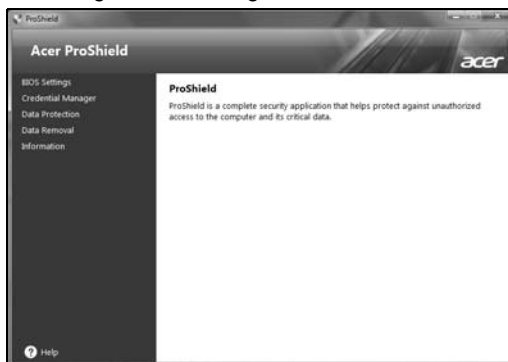 ProShield
Acer ProShield
acer
BIOS Settings
Credential Manager
Data Protection
Data Removal
Information
ProShield
ProShield is a complete security application that helps protect against unauthorized
access to the computer and its critical data.
Help